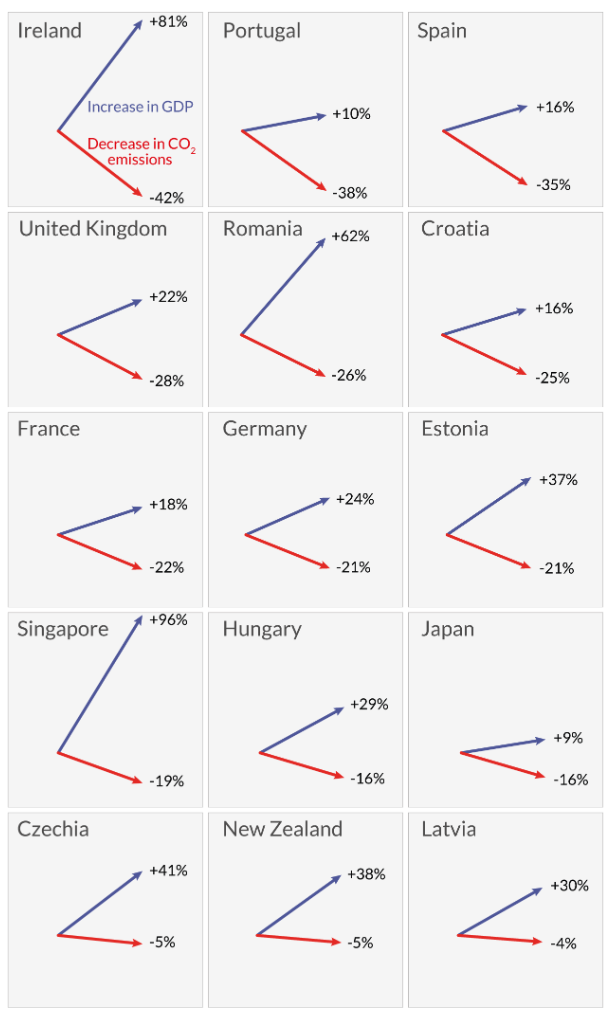 Ireland
+81%
Increase in GDP
Decrease in CO2
emissions
-42%
Portugal
+10%
-38%
Spain
+16%
-35%
United Kingdom
+22%
-28%
Romania
+62%
-26%
Croatia
+16%
-25%
France
+18%
-22%
Germany
+24%
-21%
Estonia
+37%
-21%
Singapore
+96%
-19%
Hungary
+29%
-16%
Japan
+9%
-16%
Czechia
+41%
-5%
New Zealand
+38%
-5%
Latvia
+30%
-4%